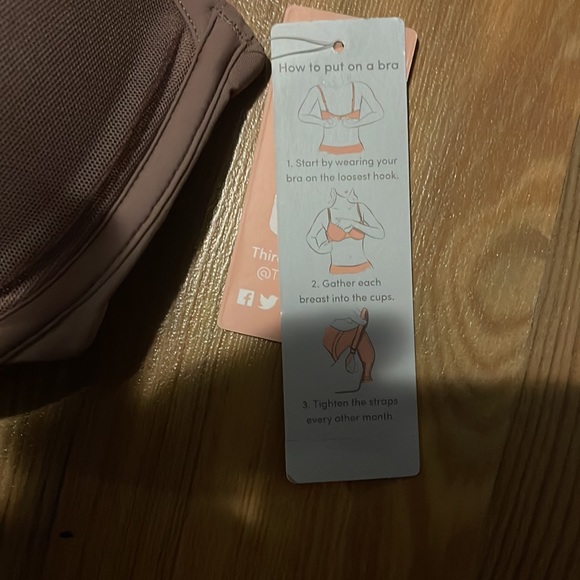 How to put on a bra
1. Start by wearing your
bra on the loosest hook.
2. Gather each
breast into the cups.
3. Tighten the straps
every other month
Thir
@T